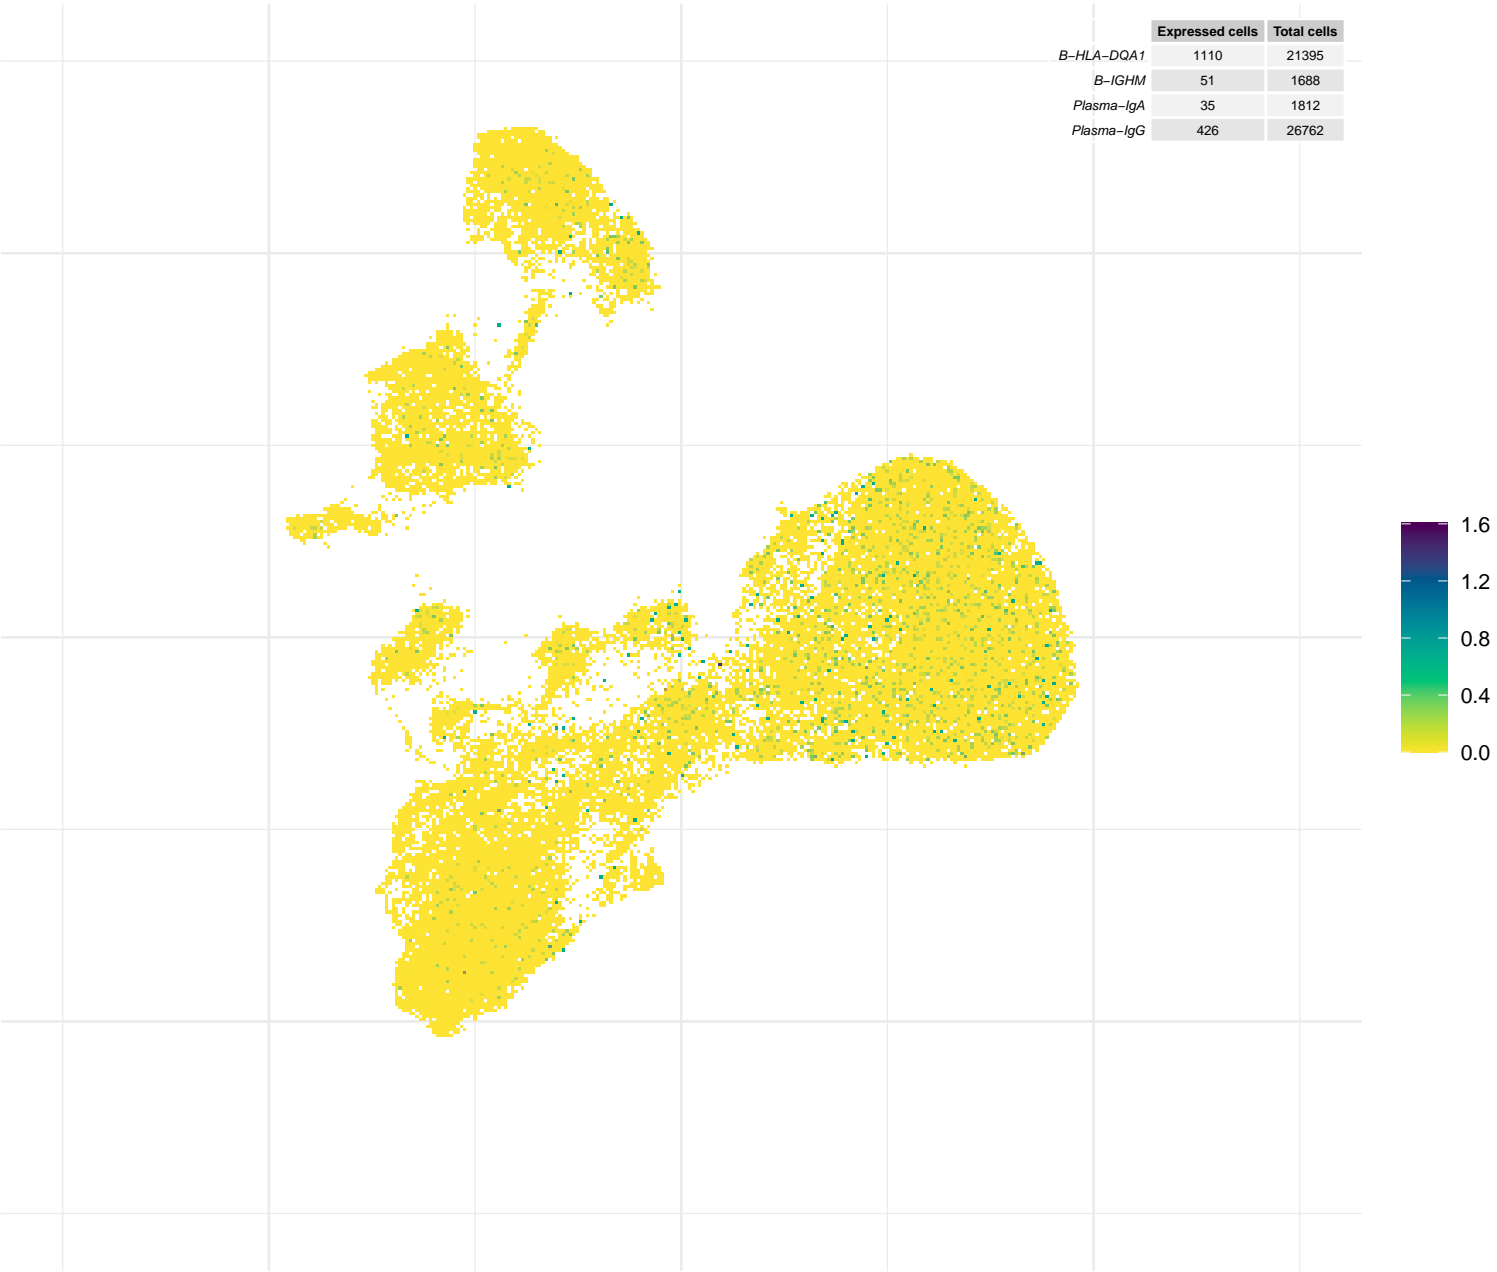 Expressed cells Total cells
B−HLA−DQA1 1110 21395
B−IGHM 51 1688
Plasma−IgA 35 1812
Plasma−IgG 426 26762
1.6
1.2
0.8
0.4
0.0